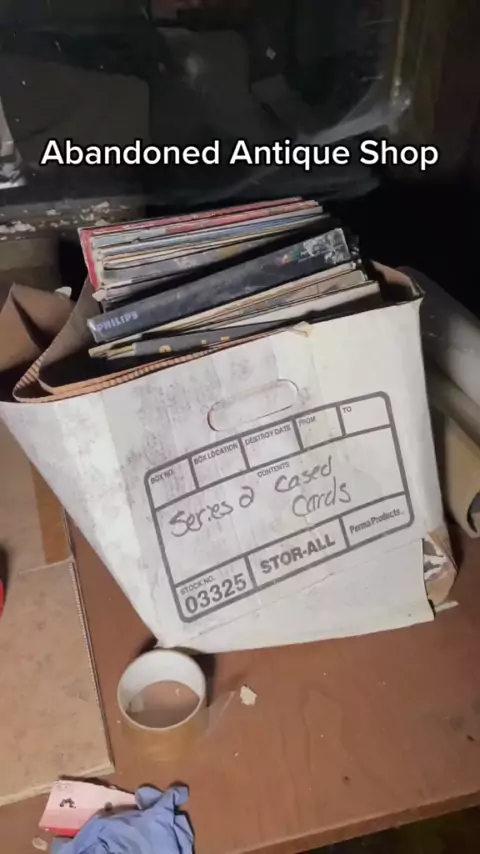 Abandoned Antique Shop
PHILIPS
BOX NO.
BOX LOCATION
DESTROY DATE
FROM
TO
CONTENTS
Series 2 Cased
Cards
STOCK NO.
03325
STOR-ALL
Perma Products